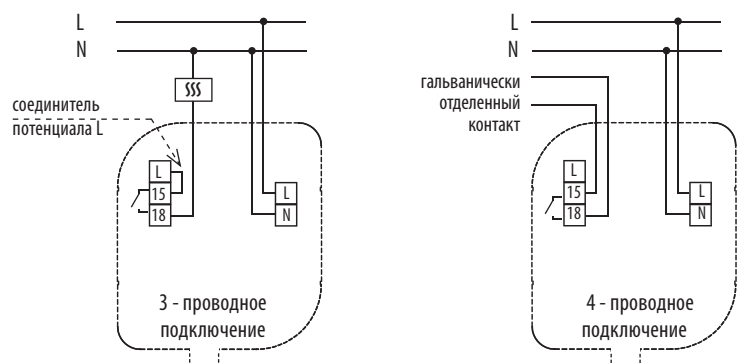 L
N
соединитель
потенциала L
L
15
18
L
N
3 - проводное
подключение
L
N
гальванически
отделенный
контакт
L
15
18
L
N
4 - проводное
подключение